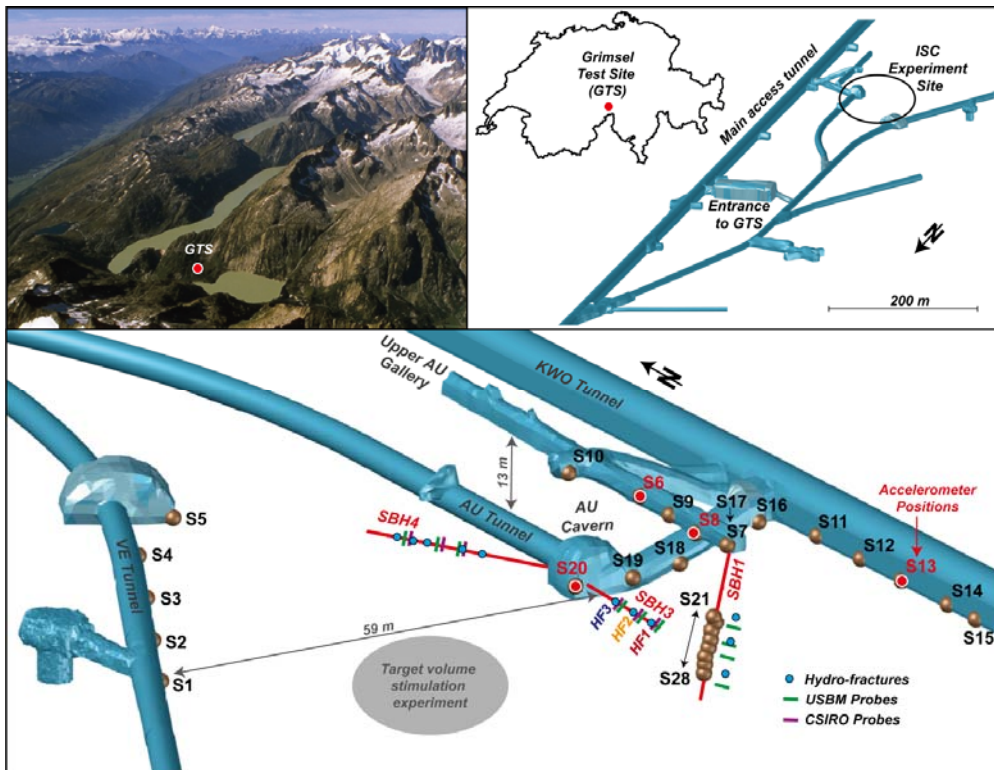 GTS
Grimsel
Test Site
(GTS)
Main access tunnel
ISC
Experiment
Site
Entrance
to GTS
N
200 m
Upper AU
Gallery
KWO Tunnel
N
13 m
S10
S6
S9
S8
S17
S7
S16
S11
S12
Accelerometer
Positions
S13
S14
S15
AU Tunnel
AU
Cavern
SBH4
S20
S19
S18
SBH1
SBH3
HF3
HF2
HF1
S21
S28
59 m
VE Tunnel
S5
S4
S3
S2
S1
Target volume
stimulation
experiment
Hydro-fractures
USBM Probes
CSIRO Probes